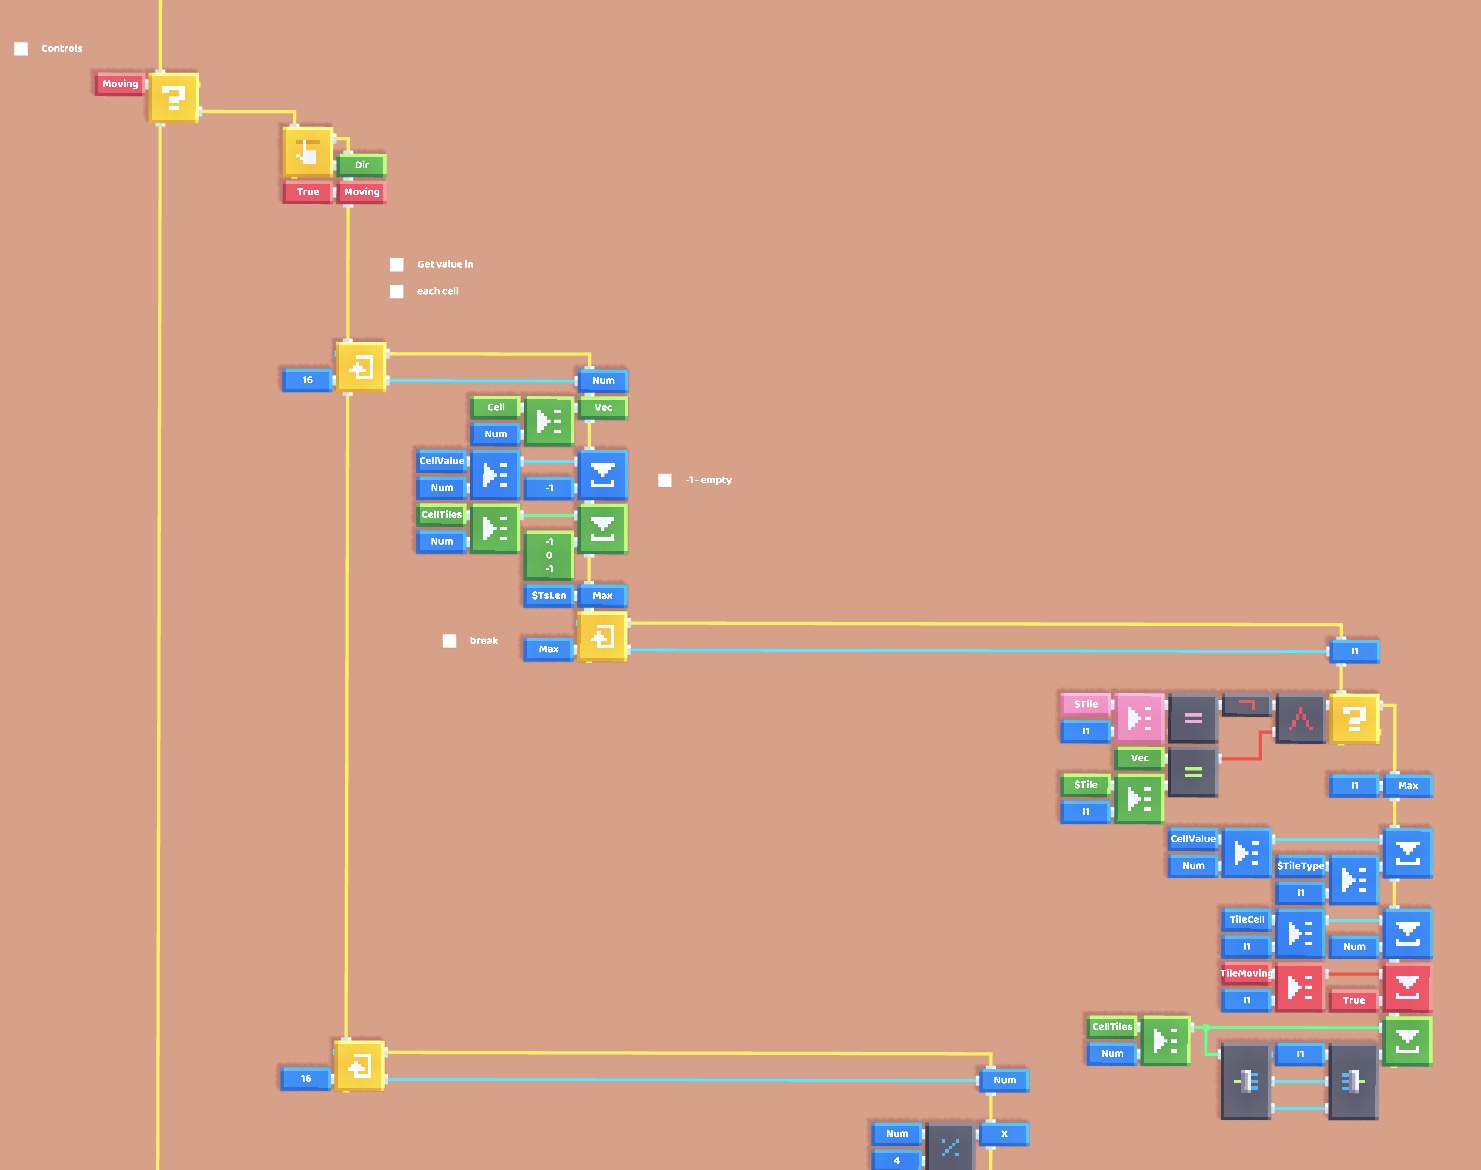 Controls
Moving
Dir
True Moving
Get value in
each cell
16 Num
Cell Vec
Num
CellValue
Num -1
-1 - empty
CellTiles
Num
-1
0
-1
$TsLen Max
break
Max
I1
$Tile
I1
Vec
$Tile
I1
I1 Max
CellValue
Num $TileType
I1
TileCell
I1 Num
TileMoving
I1 True
CellTiles
Num I1
16 Num
Num X
4